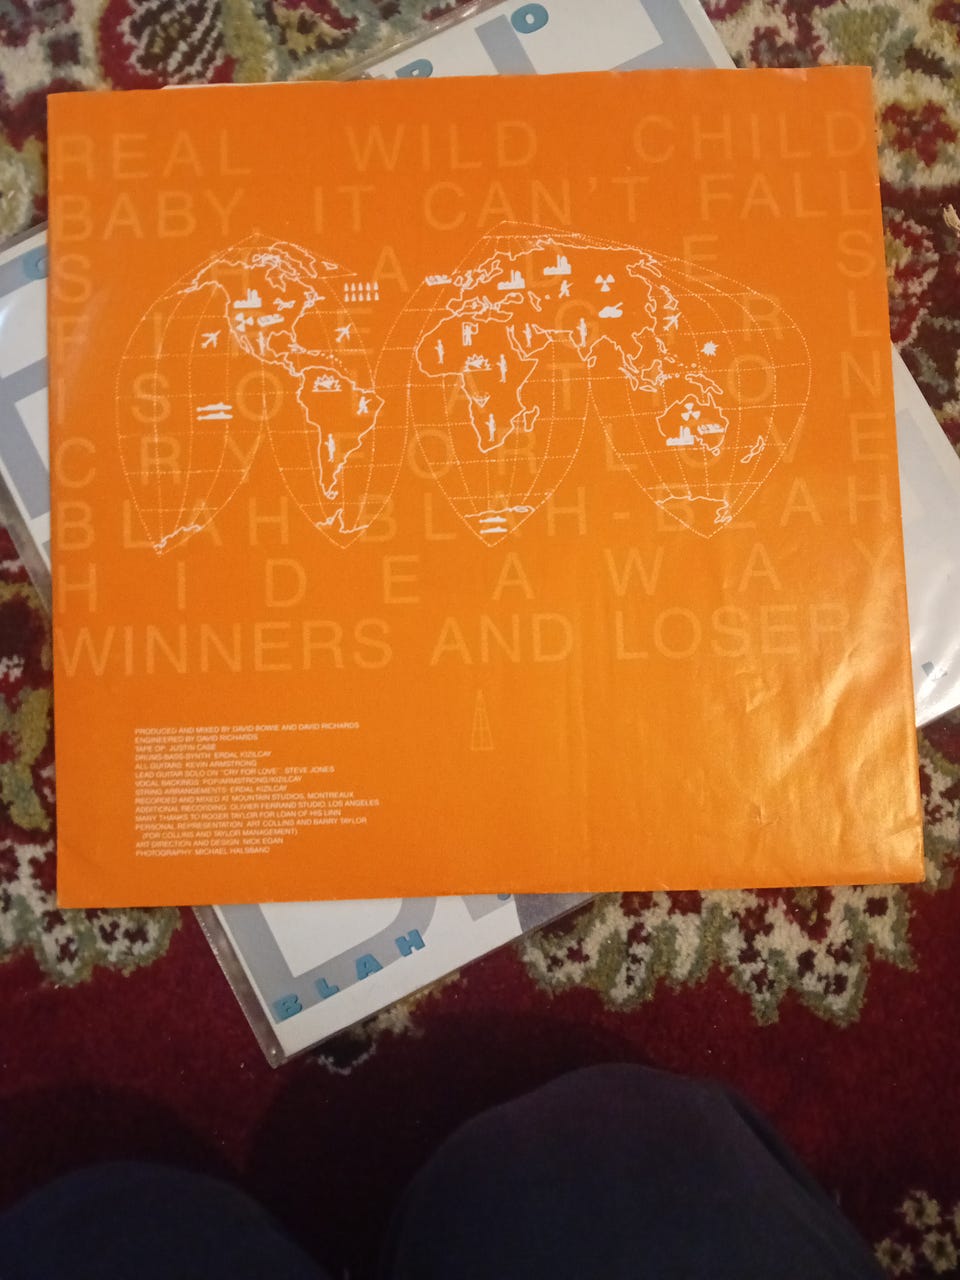 P O
REAL WILD CHILD
BABY IT CAN'T FALL
SHADES
FIRE GIRL
ISOLATION
CRY FOR LOVE
BLAH-BLAH-BLAH
HIDEAWAY
WINNERS AND LOSERS
PRODUCED AND MIXED BY DAVID BOWIE AND DAVID RICHARDS
ENGINEERED BY DAVID RICHARDS
TAPE OP: JUSTIN CASE
DRUMS-BASS-SYNTH: ERDAL KIZILCAY
ALL GUITARS: KEVIN ARMSTRONG
LEAD GUITAR SOLO ON "CRY FOR LOVE": STEVE JONES
VOCAL BACKINGS: POP/ARMSTRONG/KIZILCAY
STRING ARRANGEMENTS: ERDAL KIZILCAY
RECORDED AND MIXED AT MOUNTAIN STUDIOS, MONTREAUX
ADDITIONAL RECORDING: OLIVIER FERRAND STUDIO, LOS ANGELES
MANY THANKS TO ROGER TAYLOR FOR LOAN OF HIS LINN
PERSONAL REPRESENTATION: ART COLLINS AND BARRY TAYLOR
(FOR COLLINS AND TAYLOR MANAGEMENT)
ART DIRECTION AND DESIGN: NICK EGAN
PHOTOGRAPHY: MICHAEL HALSBAND
BLAH